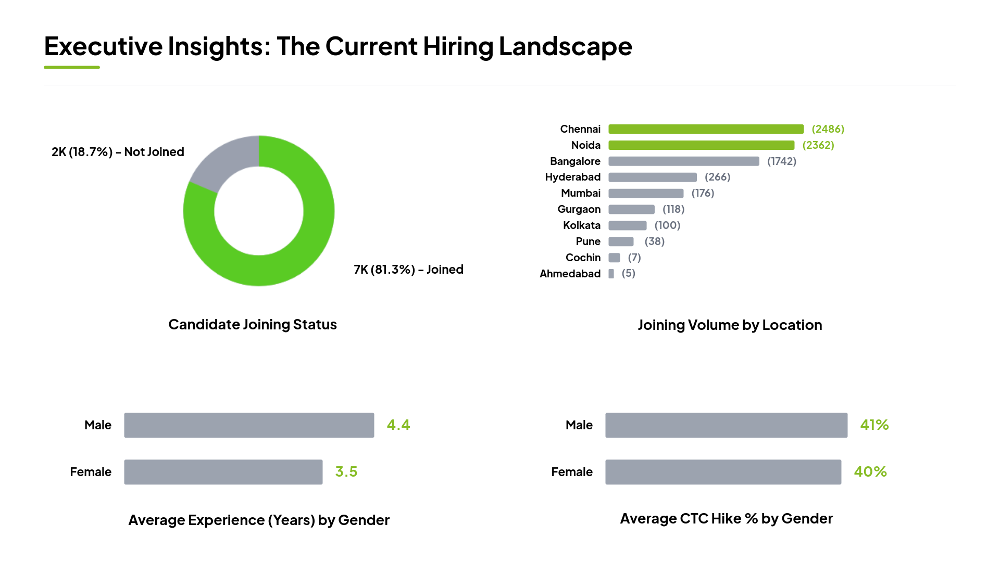 Executive Insights: The Current Hiring Landscape
2K (18.7%) – Not Joined
7K (81.3%) – Joined
Candidate Joining Status
Chennai (2486)
Noida (2362)
Bangalore (1742)
Hyderabad (266)
Mumbai (176)
Gurgaon (118)
Kolkata (100)
Pune (38)
Cochin (7)
Ahmedabad (5)
Joining Volume by Location
Male 4.4
Female 3.5
Average Experience (Years) by Gender
Male 41%
Female 40%
Average CTC Hike % by Gender